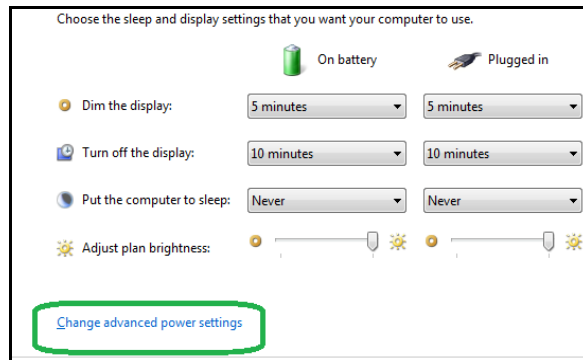 Choose the sleep and display settings that you want your computer to use.
On battery Plugged in
Dim the display: 5 minutes 5 minutes
Turn off the display: 10 minutes 10 minutes
Put the computer to sleep: Never Never
Adjust plan brightness:
Change advanced power settings